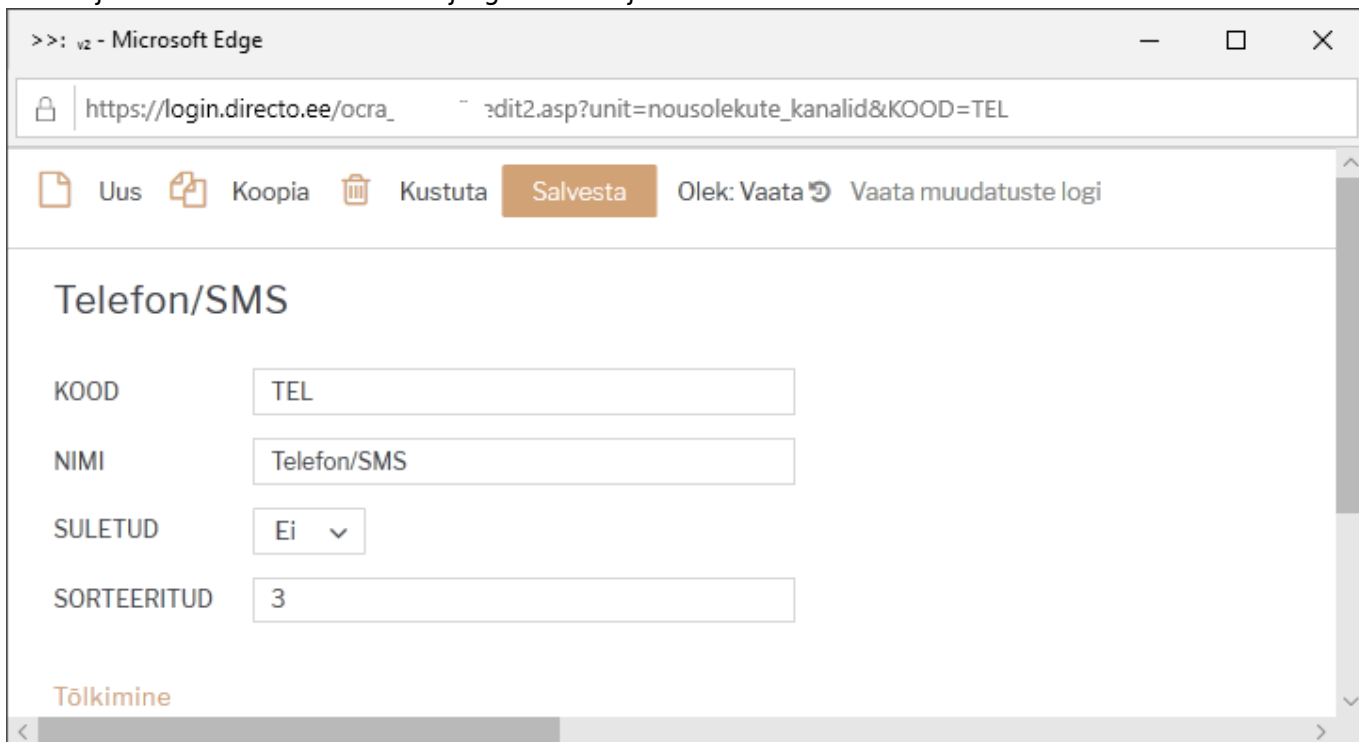 >>: v2 - Microsoft Edge
https://login.directo.ee/ocra_ edit2.asp?unit=nousolekute_kanalid&KOOD=TEL
Uus Koopia Kustuta Salvesta Olek: Vaata Vaata muudatuste logi
Telefon/SMS
KOOD TEL
NIMI Telefon/SMS
SULETUD Ei
SORTEERITUD 3
Tõlkimine